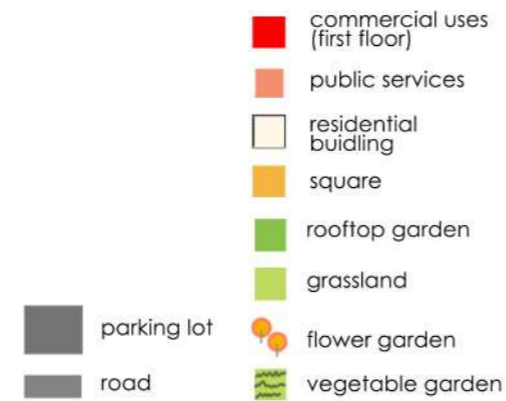 commercial uses
(first floor)
public services
residential
buidling
square
rooftop garden
grassland
parking lot
flower garden
road
vegetable garden